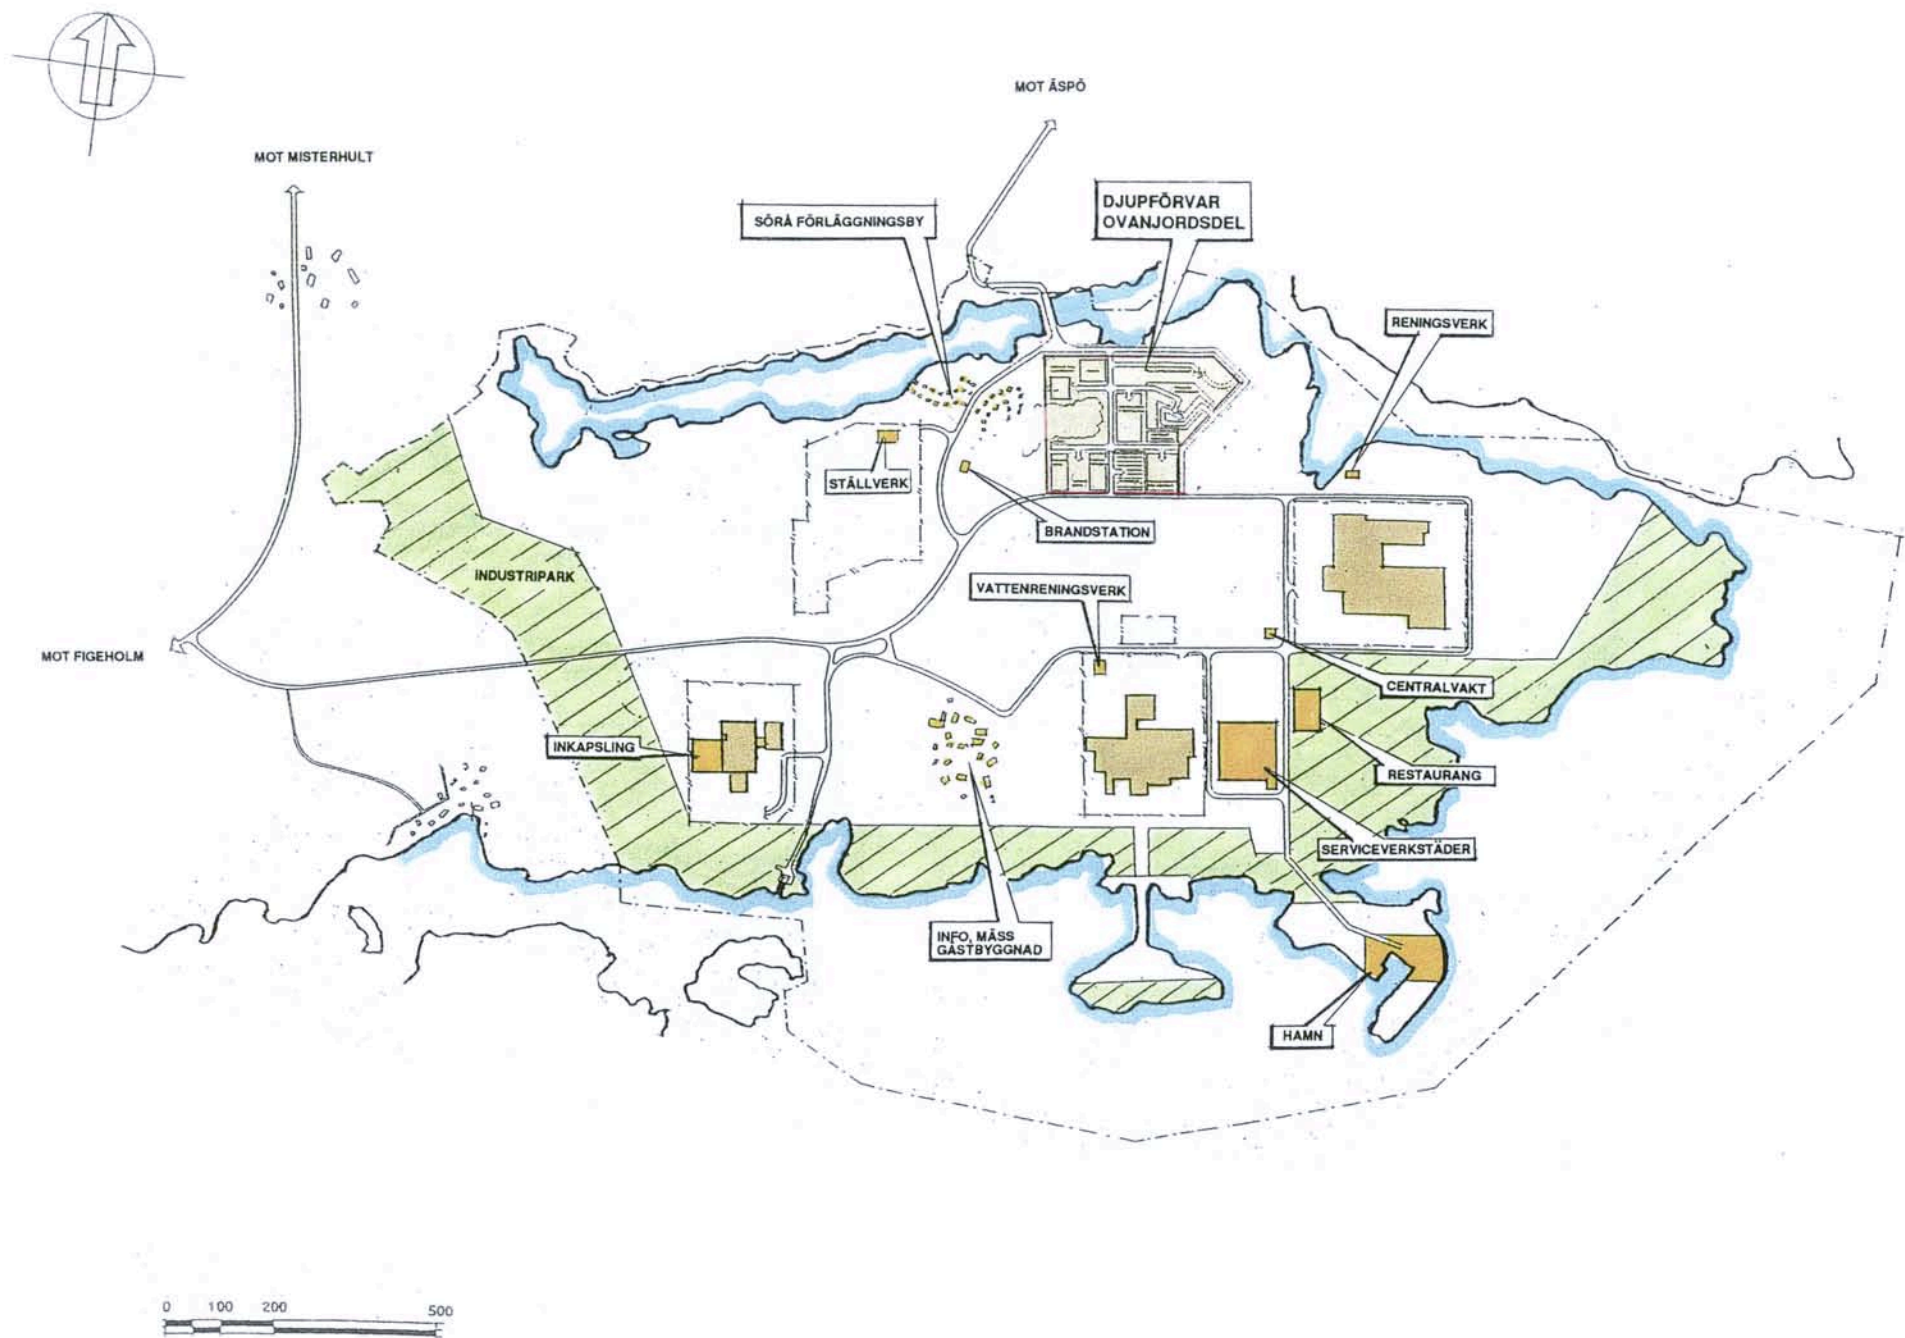 MOT ÄSPÖ
MOT MISTERHULT
DJUPFÖRVAR
OVANJORDSDEL
SÖRÅ FÖRLÄGGNINGSBY
RENINGSVERK
STÄLLVERK
BRANDSTATION
INDUSTRIPARK
VATTENRENINGSVERK
MOT FIGEHOLM
CENTRALVAKT
INKAPSLING
RESTAURANG
SERVICEVERKSTÄDER
INFO, MÄSS
GÄSTBYGGNAD
HAMN
0 100 200 500